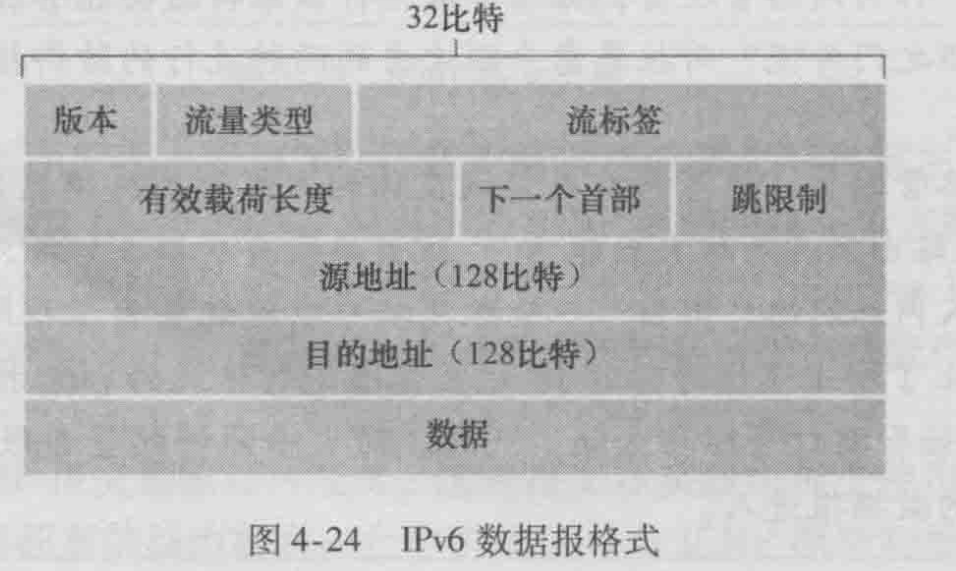 32比特
版本 流量类型 流标签
有效载荷长度 下一个首部 跳限制
源地址（128比特）
目的地址（128比特）
数据
图 4-24 IPv6 数据报格式